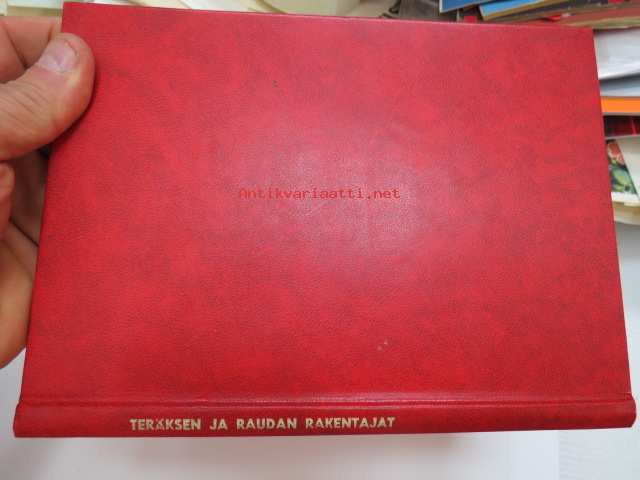 Antikvariaatti.net
TERÄKSEN JA RAUDAN RAKENTAJAT